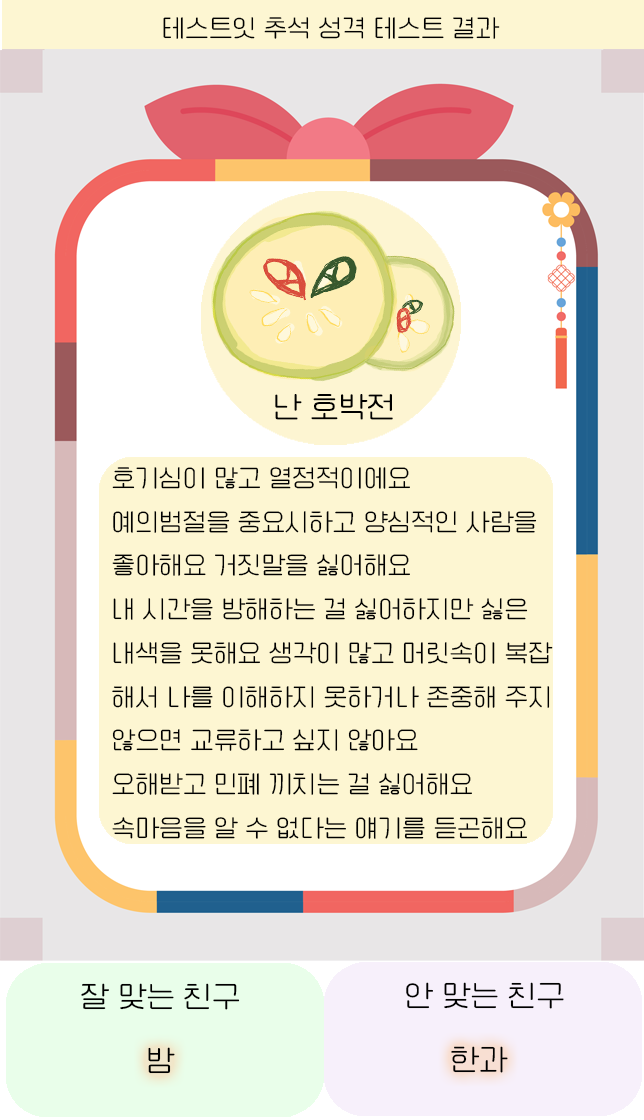 테스트잇 추석 성격 테스트 결과
난 호박전
호기심이 많고 열정적이에요
예의범절을 중요시하고 양심적인 사람을
좋아해요 거짓말을 싫어해요
내 시간을 방해하는 걸 싫어하지만 싫은
내색을 못해요 생각이 많고 머릿속이 복잡
해서 나를 이해하지 못하거나 존중해 주지
않으면 교류하고 싶지 않아요
오해받고 민폐 끼치는 걸 싫어해요
속마음을 알 수 없다는 얘기를 듣곤해요
잘 맞는 친구
밤
안 맞는 친구
한과